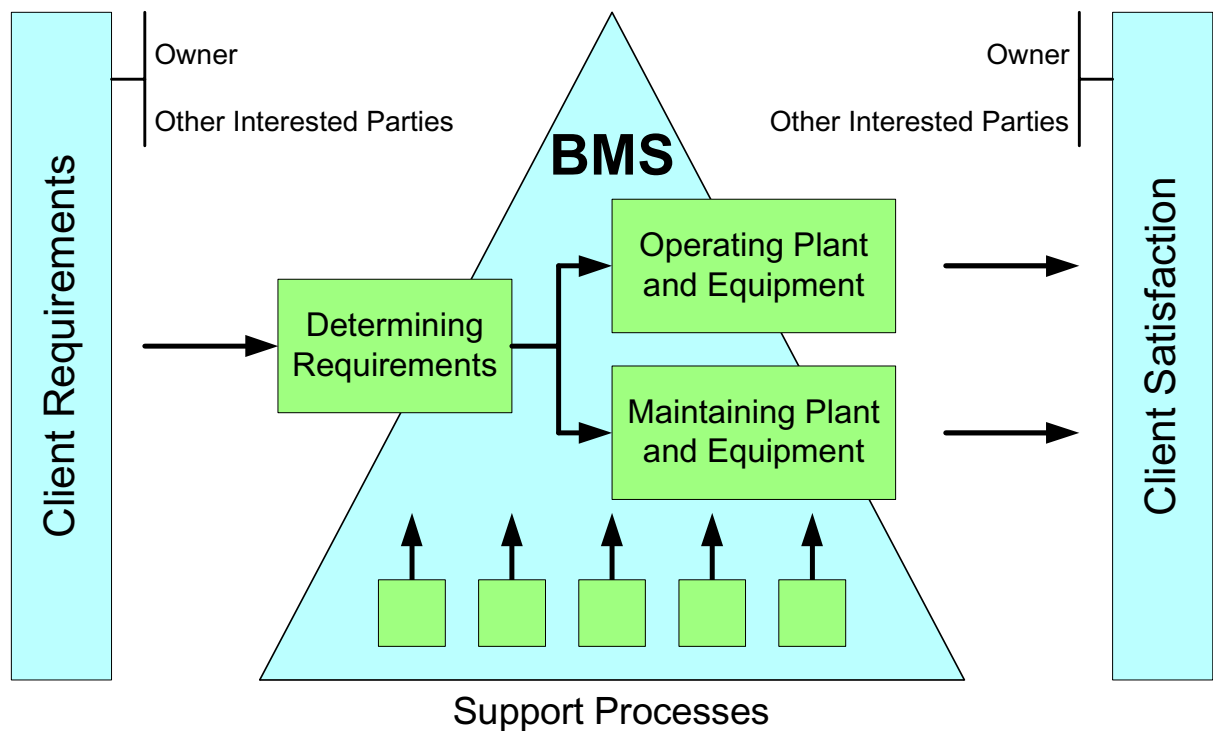 Client Requirements
Owner
Other Interested Parties
BMS
Determining
Requirements
Operating Plant
and Equipment
Maintaining Plant
and Equipment
Support Processes
Owner
Other Interested Parties
Client Satisfaction